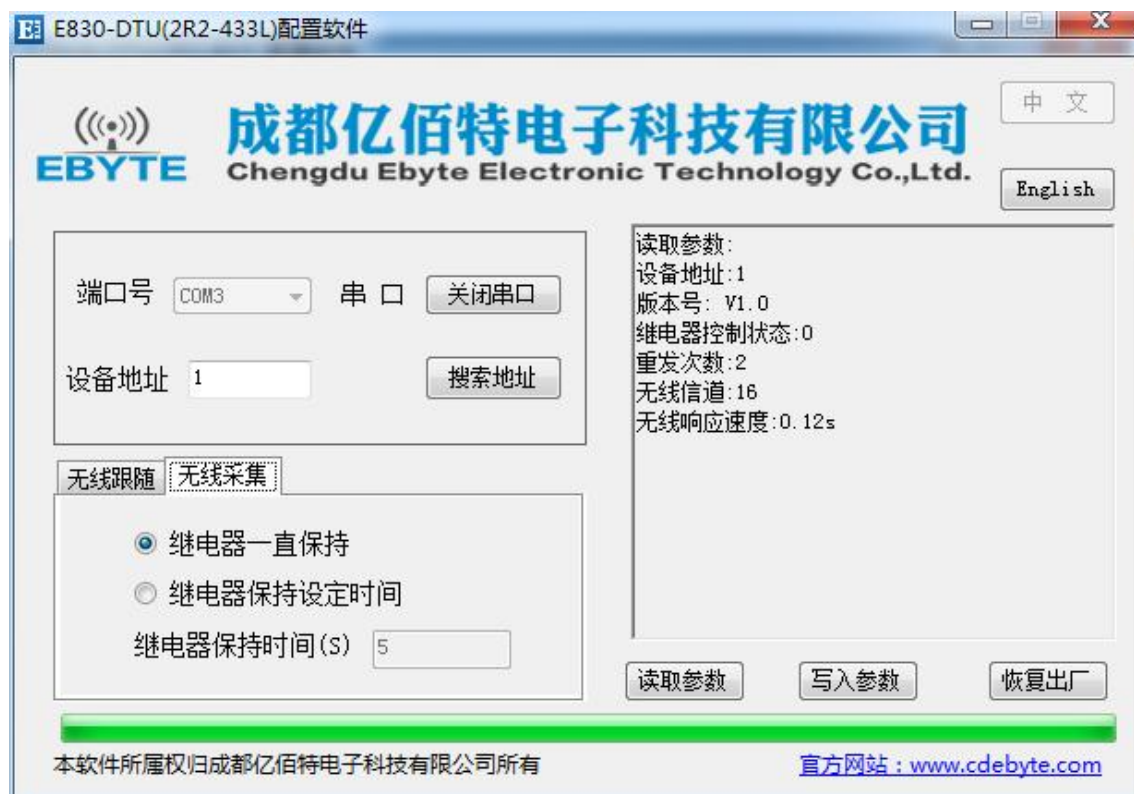 E830-DTU(2R2-433L)配置软件
EBYTE
成都亿佰特电子科技有限公司
Chengdu Ebyte Electronic Technology Co.,Ltd.
中 文
English
端口号 COM3 串 口 关闭串口
设备地址 1 搜索地址
无线跟随 无线采集
继电器一直保持
继电器保持设定时间
继电器保持时间(S) 5
读取参数:
设备地址:1
版本号: V1.0
继电器控制状态:0
重发次数:2
无线信道:16
无线响应速度:0.12s
读取参数 写入参数 恢复出厂
本软件所属权归成都亿佰特电子科技有限公司所有 官方网站：www.cdebyte.com